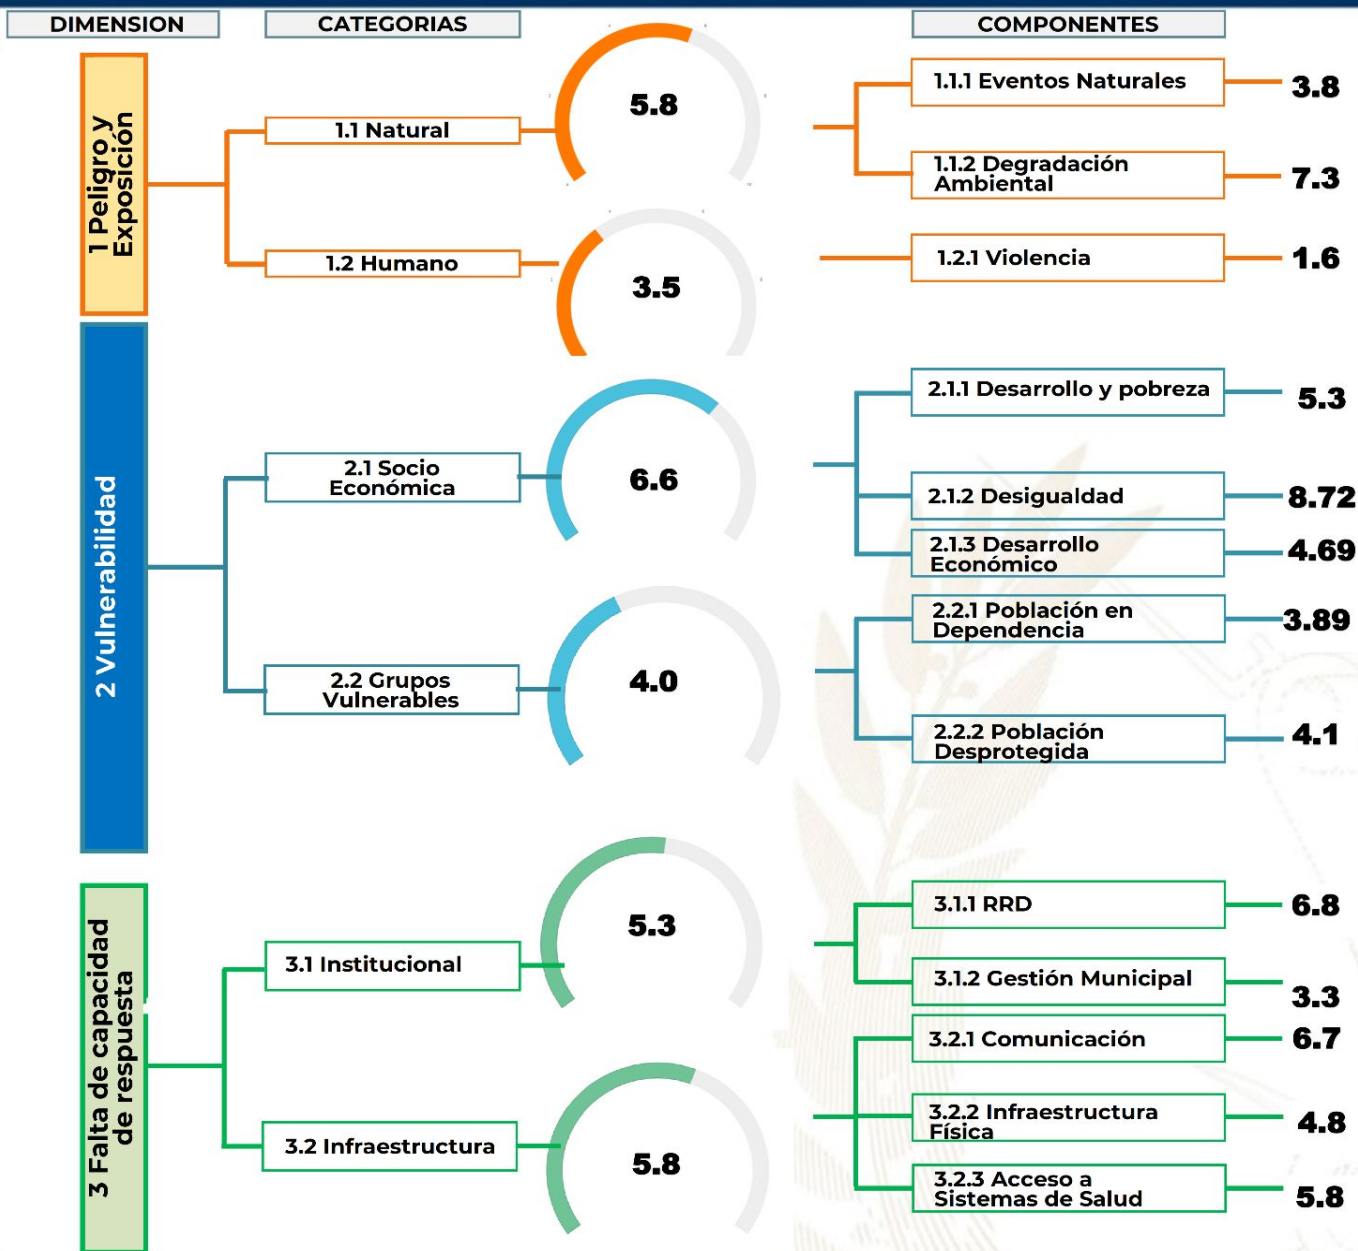 DIMENSION
CATEGORIAS
COMPONENTES
1 Peligro y
Exposición
1.1 Natural
5.8
1.1.1 Eventos Naturales
3.8
1.1.2 Degradación
Ambiental
7.3
1.2 Humano
3.5
1.2.1 Violencia
1.6
2 Vulnerabilidad
2.1 Socio
Económica
6.6
2.1.1 Desarrollo y pobreza
5.3
2.1.2 Desigualdad
8.72
2.1.3 Desarrollo
Económico
4.69
2.2 Grupos
Vulnerables
4.0
2.2.1 Población en
Dependencia
3.89
2.2.2 Población
Desprotegida
4.1
3 Falta de capacidad
de respuesta
3.1 Institucional
5.3
3.1.1 RRD
6.8
3.1.2 Gestión Municipal
3.3
3.2 Infraestructura
5.8
3.2.1 Comunicación
6.7
3.2.2 Infraestructura
Física
4.8
3.2.3 Acceso a
Sistemas de Salud
5.8